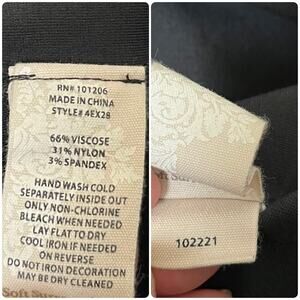 RN# 101206
MADE IN CHINA
STYLE# 4EX28
66% VISCOSE
31% NYLON
3% SPANDEX
HAND WASH COLD
SEPARATELY INSIDE OUT
ONLY NON-CHLORINE
BLEACH WHEN NEEDED
LAY FLAT TO DRY
COOL IRON IF NEEDED
ON REVERSE
DO NOT IRON DECORATION
MAY BE DRY CLEANED
Soft
102221